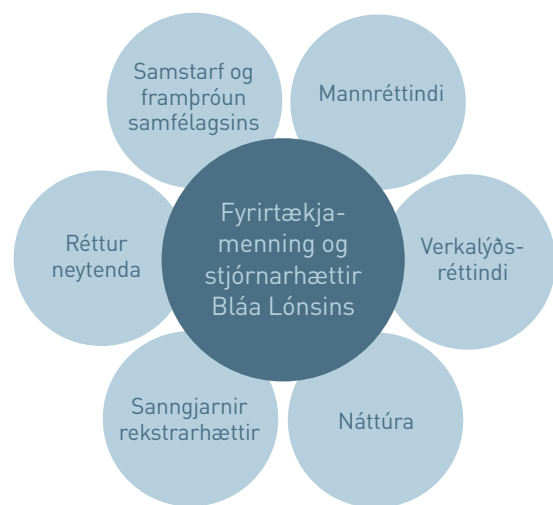 Samstarf og
framþróun
samfélagsins
Mannréttindi
Fyrirtækja-
menning og
stjórnarhættir
Bláa Lónsins
Réttur
neytenda
Verkalýðs-
réttindi
Sanngjarnir
rekstrarhættir
Náttúra